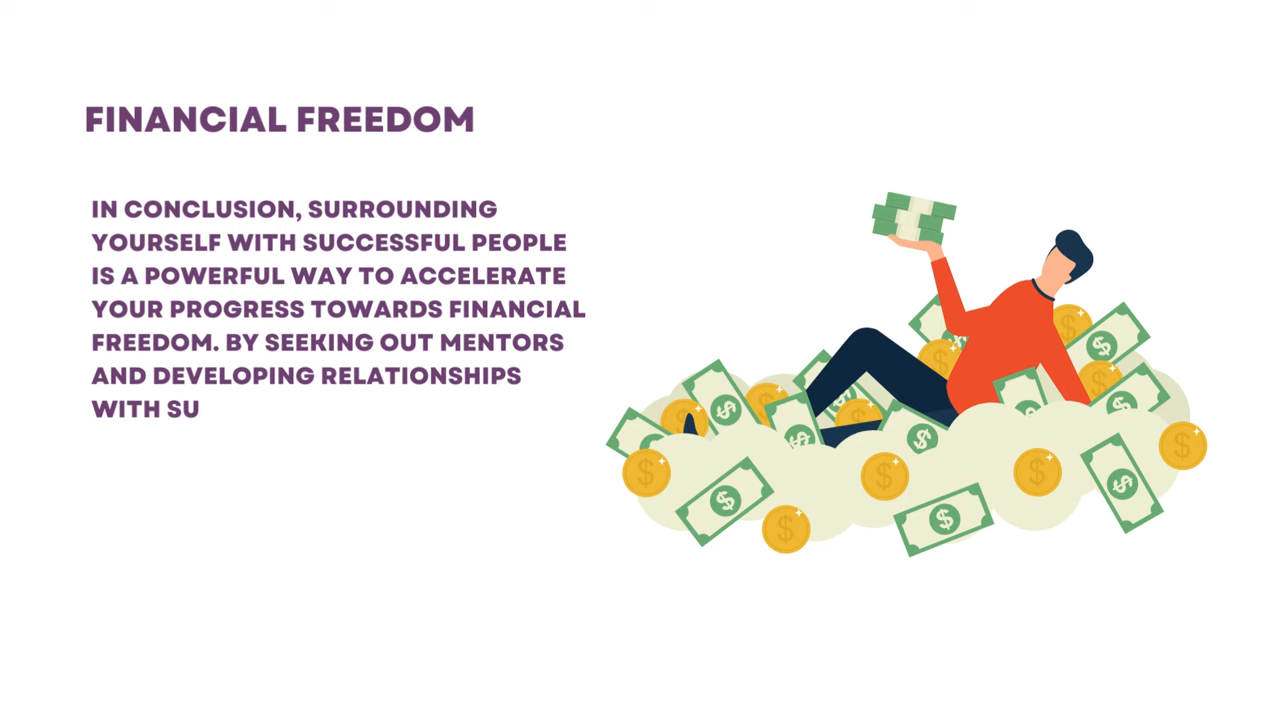 FINANCIAL FREEDOM
IN CONCLUSION, SURROUNDING
YOURSELF WITH SUCCESSFUL PEOPLE
IS A POWERFUL WAY TO ACCELERATE
YOUR PROGRESS TOWARDS FINANCIAL
FREEDOM. BY SEEKING OUT MENTORS
AND DEVELOPING RELATIONSHIPS
WITH SU